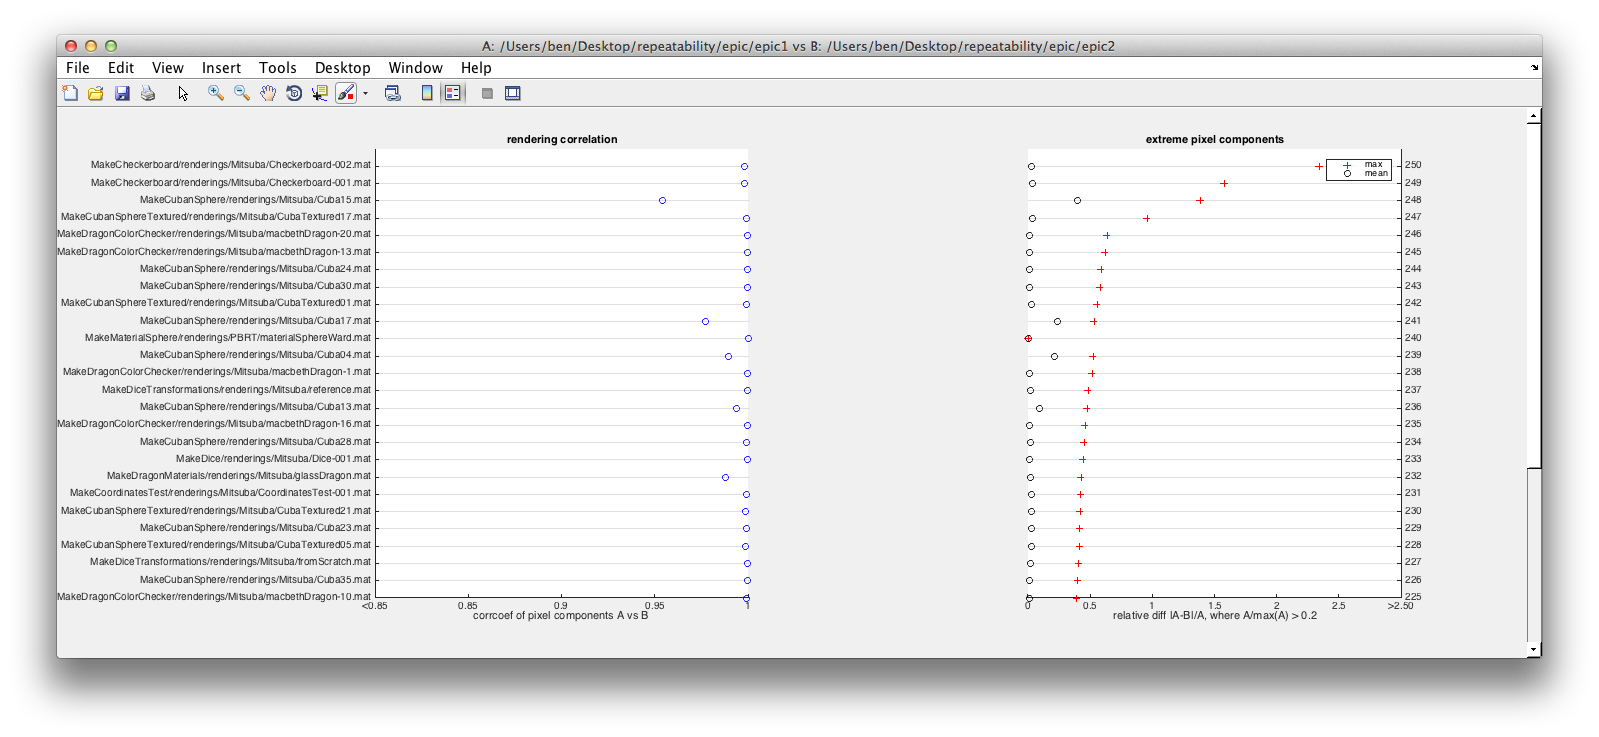 A: /Users/ben/Desktop/repeatability/epic/epic1 vs B: /Users/ben/Desktop/repeatability/epic/epic2
File Edit View Insert Tools Desktop Window Help
rendering correlation
extreme pixel components
MakeCheckerboard/renderings/Mitsuba/Checkerboard-002.mat
MakeCheckerboard/renderings/Mitsuba/Checkerboard-001.mat
MakeCubanSphere/renderings/Mitsuba/Cuba15.mat
MakeCubanSphereTextured/renderings/Mitsuba/CubaTextured17.mat
MakeDragonColorChecker/renderings/Mitsuba/macbethDragon-20.mat
MakeDragonColorChecker/renderings/Mitsuba/macbethDragon-13.mat
MakeCubanSphere/renderings/Mitsuba/Cuba24.mat
MakeCubanSphere/renderings/Mitsuba/Cuba30.mat
MakeCubanSphereTextured/renderings/Mitsuba/CubaTextured01.mat
MakeCubanSphere/renderings/Mitsuba/Cuba17.mat
MakeMaterialSphere/renderings/PBRT/materialSphereWard.mat
MakeCubanSphere/renderings/Mitsuba/Cuba04.mat
MakeDragonColorChecker/renderings/Mitsuba/macbethDragon-1.mat
MakeDiceTransformations/renderings/Mitsuba/reference.mat
MakeCubanSphere/renderings/Mitsuba/Cuba13.mat
MakeDragonColorChecker/renderings/Mitsuba/macbethDragon-16.mat
MakeCubanSphere/renderings/Mitsuba/Cuba28.mat
MakeDice/renderings/Mitsuba/Dice-001.mat
MakeDragonMaterials/renderings/Mitsuba/glassDragon.mat
MakeCoordinatesTest/renderings/Mitsuba/CoordinatesTest-001.mat
MakeCubanSphereTextured/renderings/Mitsuba/CubaTextured21.mat
MakeCubanSphere/renderings/Mitsuba/Cuba23.mat
MakeCubanSphereTextured/renderings/Mitsuba/CubaTextured05.mat
MakeDiceTransformations/renderings/Mitsuba/fromScratch.mat
MakeCubanSphere/renderings/Mitsuba/Cuba35.mat
MakeDragonColorChecker/renderings/Mitsuba/macbethDragon-10.mat
<0.85 0.85 0.9 0.95 1
corrcoef of pixel components A vs B
max
mean
250
249
248
247
246
245
244
243
242
241
240
239
238
237
236
235
234
233
232
231
230
229
228
227
226
225
0 0.5 1 1.5 2 2.5 >2.50
relative diff |A-B|/A, where A/max(A) > 0.2